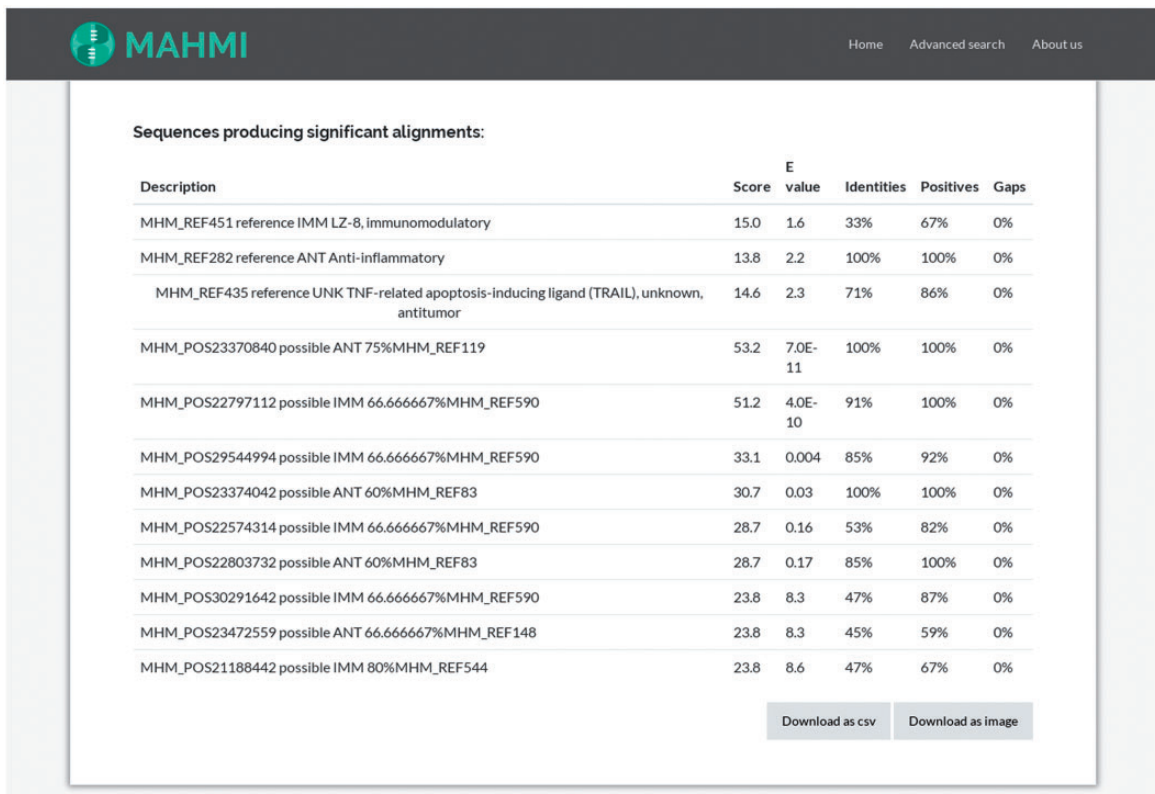 MAHMI
Home Advanced search About us
Sequences producing significant alignments:
Description Score E value Identities Positives Gaps
MHM_REF451 reference IMM LZ-8, immunomodulatory 15.0 1.6 33% 67% 0%
MHM_REF282 reference ANT Anti-inflammatory 13.8 2.2 100% 100% 0%
MHM_REF435 reference UNK TNF-related apoptosis-inducing ligand (TRAIL), unknown, 14.6 2.3 71% 86% 0%
antitumor
MHM_POS23370840 possible ANT 75%MHM_REF119 53.2 7.0E- 100% 100% 0%
11
MHM_POS22797112 possible IMM 66.666667%MHM_REF590 51.2 4.0E- 91% 100% 0%
10
MHM_POS29544994 possible IMM 66.666667%MHM_REF590 33.1 0.004 85% 92% 0%
MHM_POS23374042 possible ANT 60%MHM_REF83 30.7 0.03 100% 100% 0%
MHM_POS22574314 possible IMM 66.666667%MHM_REF590 28.7 0.16 53% 82% 0%
MHM_POS22803732 possible ANT 60%MHM_REF83 28.7 0.17 85% 100% 0%
MHM_POS30291642 possible IMM 66.666667%MHM_REF590 23.8 8.3 47% 87% 0%
MHM_POS23472559 possible ANT 66.666667%MHM_REF148 23.8 8.3 45% 59% 0%
MHM_POS21188442 possible IMM 80%MHM_REF544 23.8 8.6 47% 67% 0%
Download as csv Download as image